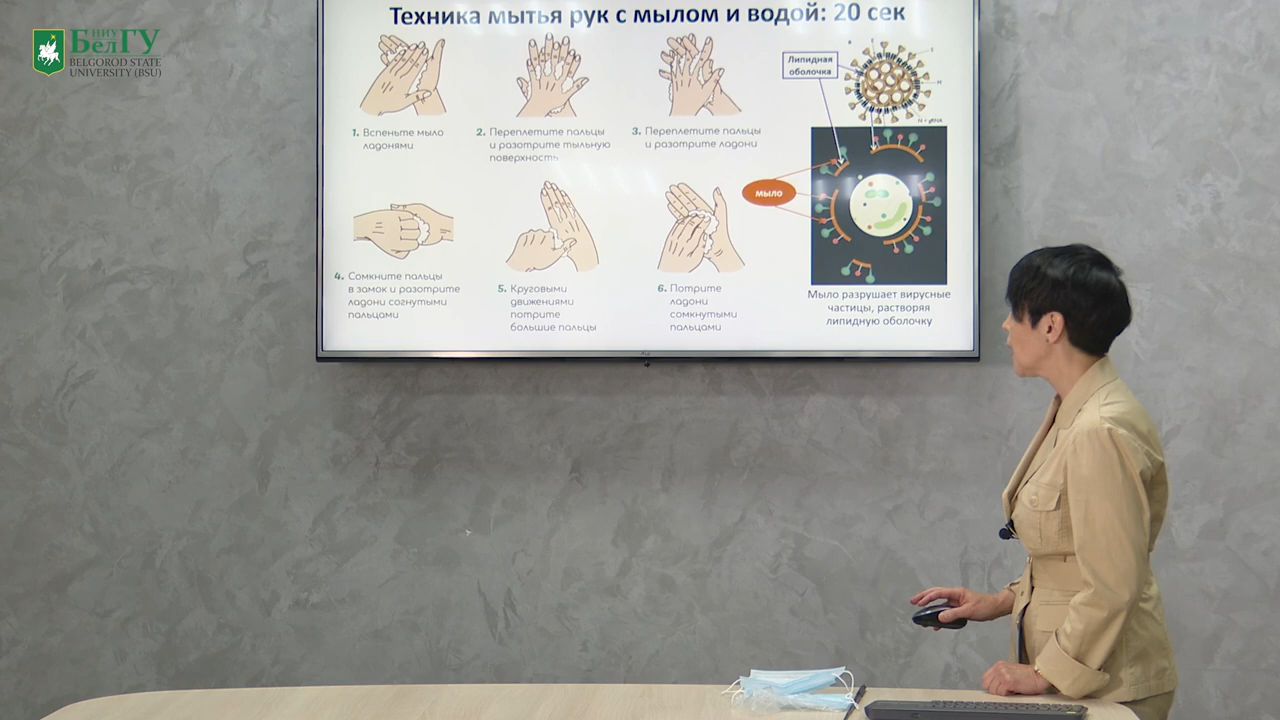 НИУ
БелГУ
BELGOROD STATE
UNIVERSITY (BSU)
Техника мытья рук с мылом и водой: 20 сек
1. Вспеньте мыло
ладонями
2. Переплетите пальцы
и разотрите тыльную
поверхность
3. Переплетите пальцы
и разотрите ладони
4. Сомкните пальцы
в замок и разотрите
ладони согнутыми
пальцами
5. Круговыми
движениями
потрите
большие пальцы
6. Потрите
ладони
сомкнутыми
пальцами
Липидная
оболочка
мыло
Мыло разрушает вирусные
частицы, растворяя
липидную оболочку